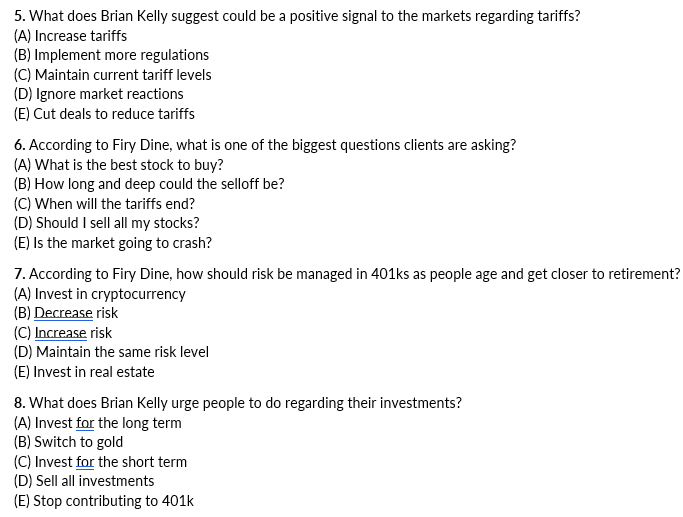 5. What does Brian Kelly suggest could be a positive signal to the markets regarding tariffs?
(A) Increase tariffs
(B) Implement more regulations
(C) Maintain current tariff levels
(D) Ignore market reactions
(E) Cut deals to reduce tariffs
6. According to Firy Dine, what is one of the biggest questions clients are asking?
(A) What is the best stock to buy?
(B) How long and deep could the selloff be?
(C) When will the tariffs end?
(D) Should I sell all my stocks?
(E) Is the market going to crash?
7. According to Firy Dine, how should risk be managed in 401ks as people age and get closer to retirement?
(A) Invest in cryptocurrency
(B) Decrease risk
(C) Increase risk
(D) Maintain the same risk level
(E) Invest in real estate
8. What does Brian Kelly urge people to do regarding their investments?
(A) Invest for the long term
(B) Switch to gold
(C) Invest for the short term
(D) Sell all investments
(E) Stop contributing to 401k